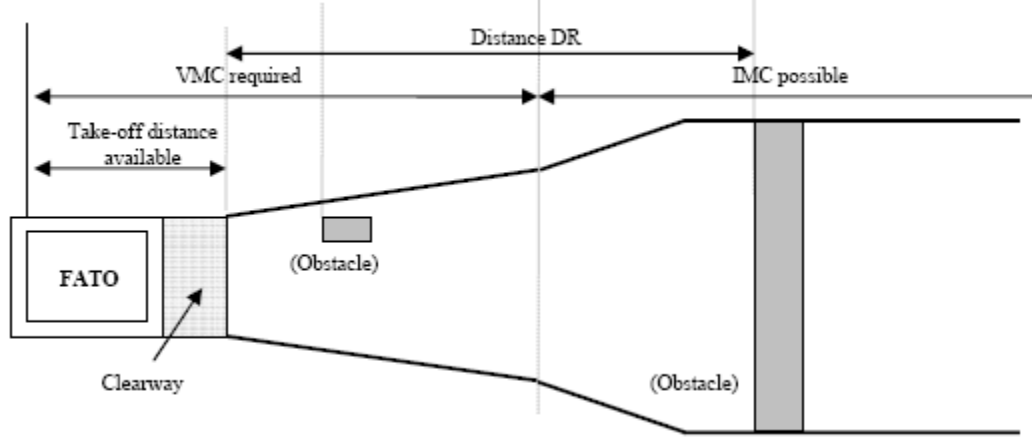 Distance DR
VMC required
IMC possible
Take-off distance
available
FATO
(Obstacle)
Clearway
(Obstacle)